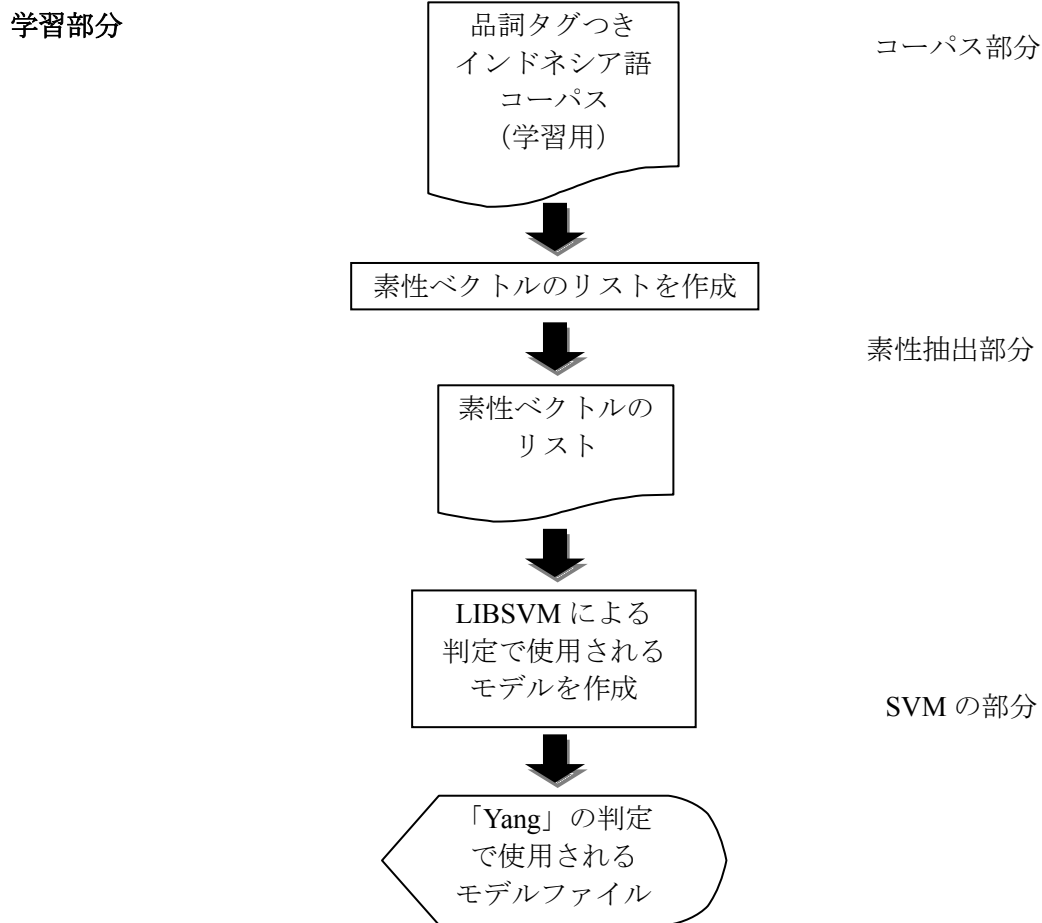 学習部分
品詞タグつき
インドネシア語
コーパス
（学習用）
コーパス部分
素性ベクトルのリストを作成
素性抽出部分
素性ベクトルの
リスト
LIBSVM による
判定で使用される
モデルを作成
SVM の部分
「Yang」の判定
で使用される
モデルファイル